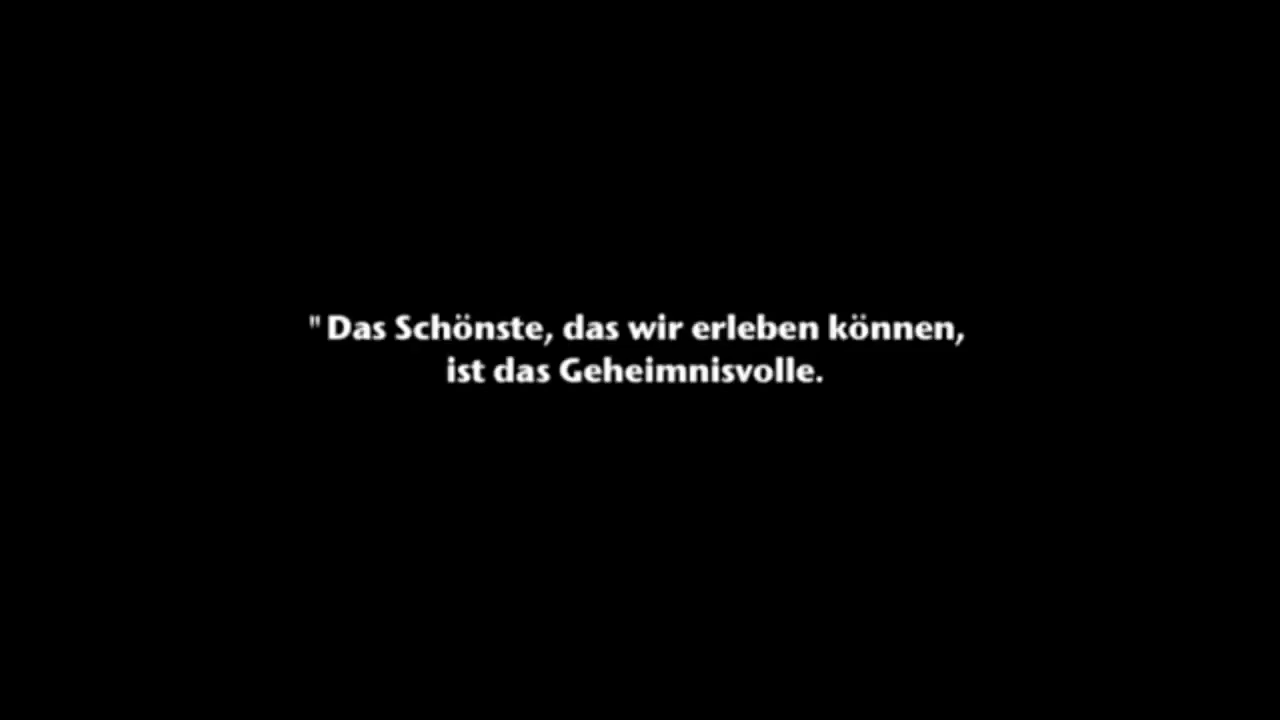 "Das Schönste, das wir erleben können,
ist das Geheimnisvolle.